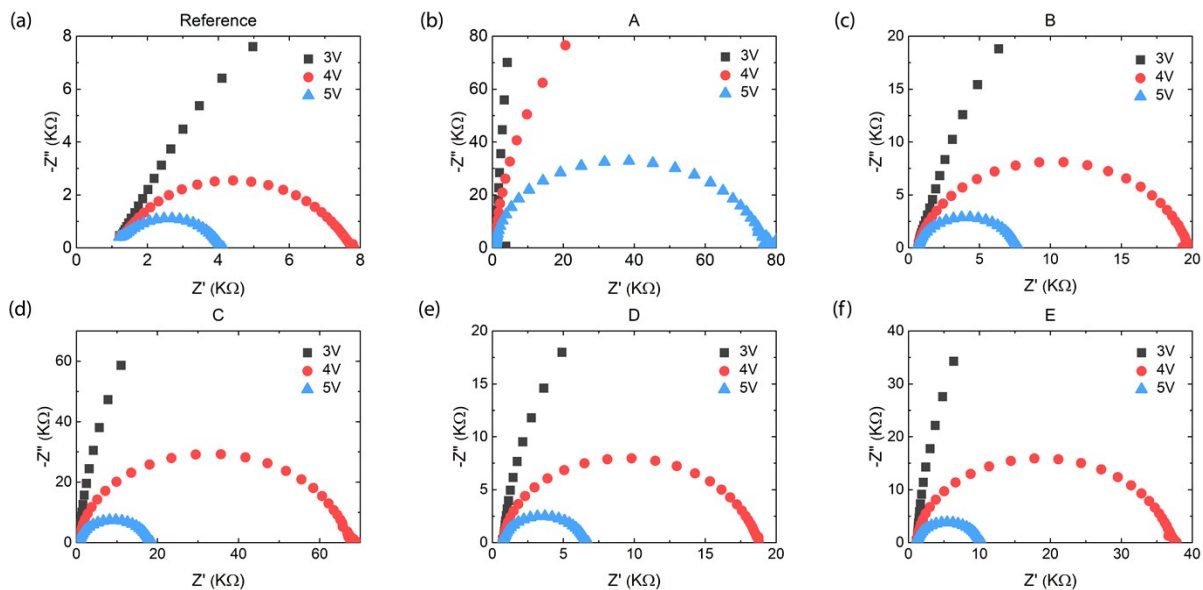 (a)
Reference
8
6
4
2
0
0 2 4 6 8
-Z'' (KΩ)
Z' (KΩ)
3V
4V
5V
(b)
A
80
60
40
20
0
0 20 40 60 80
-Z'' (KΩ)
Z' (KΩ)
3V
4V
5V
(c)
B
20
15
10
5
0
0 5 10 15 20
-Z'' (KΩ)
Z' (KΩ)
3V
4V
5V
(d)
C
60
40
20
0
0 20 40 60
-Z'' (KΩ)
Z' (KΩ)
3V
4V
5V
(e)
D
20
15
10
5
0
0 5 10 15 20
-Z'' (KΩ)
Z' (KΩ)
3V
4V
5V
(f)
E
40
30
20
10
0
0 10 20 30 40
-Z'' (KΩ)
Z' (KΩ)
3V
4V
5V